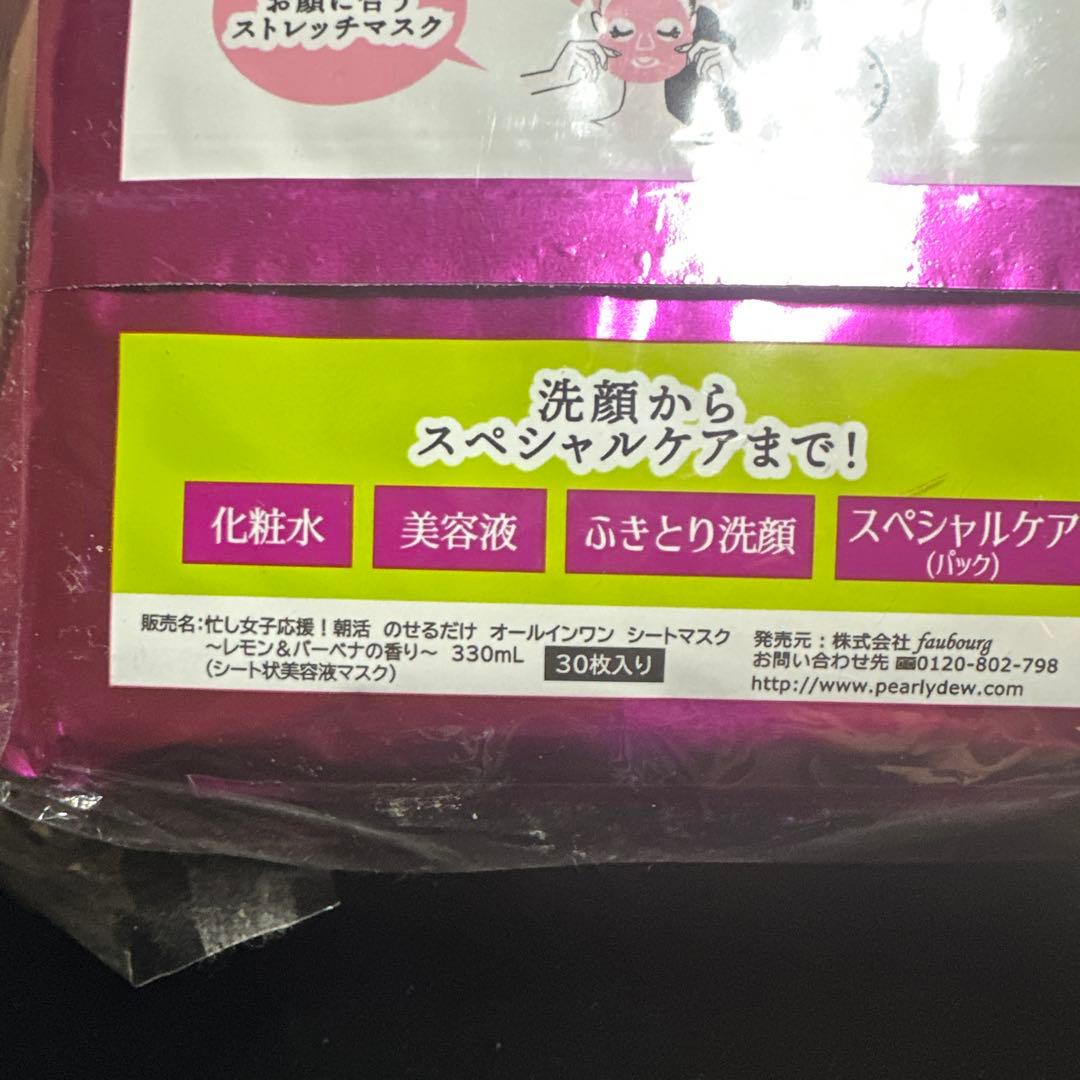 お顔に合う
ストレッチマスク
洗顔から
スペシャルケアまで!
化粧水
美容液
ふきとり洗顔
スペシャルケア
(パック)
販売名:忙し女子応援!朝活 のせるだけ オールインワン シートマスク
~レモン&バーベナの香り~ 330mL
(シート状美容液マスク)
30枚入り
発売元:株式会社 faubourg
お問い合わせ先 0120-802-798
http://www.pearlydew.com